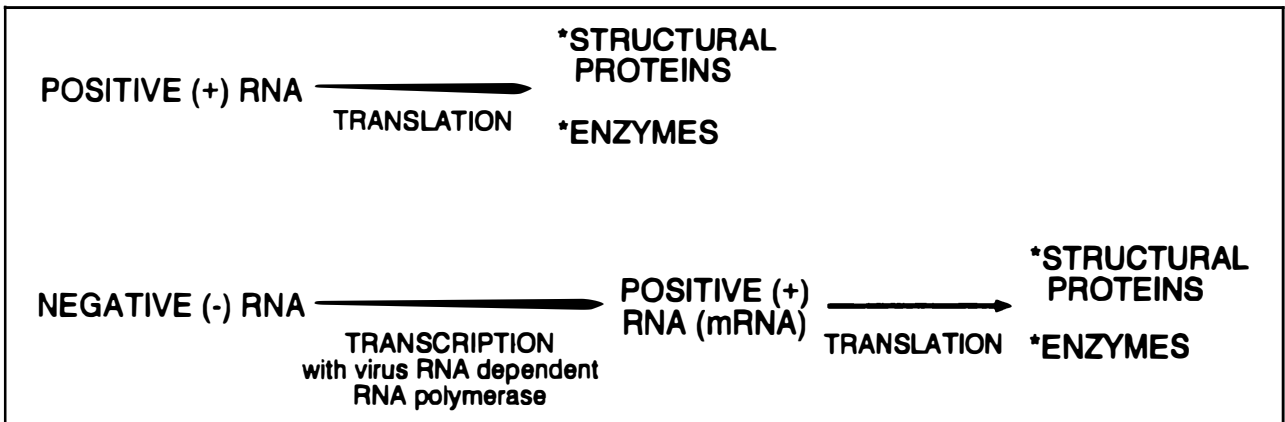 *STRUCTURAL
PROTEINS
POSITIVE (+) RNA
TRANSLATION
*ENZYMES
*STRUCTURAL
PROTEINS
NEGATIVE (-) RNA
POSITIVE (+)
RNA (mRNA)
TRANSCRIPTION
with virus RNA dependent
RNA polymerase
TRANSLATION
*ENZYMES